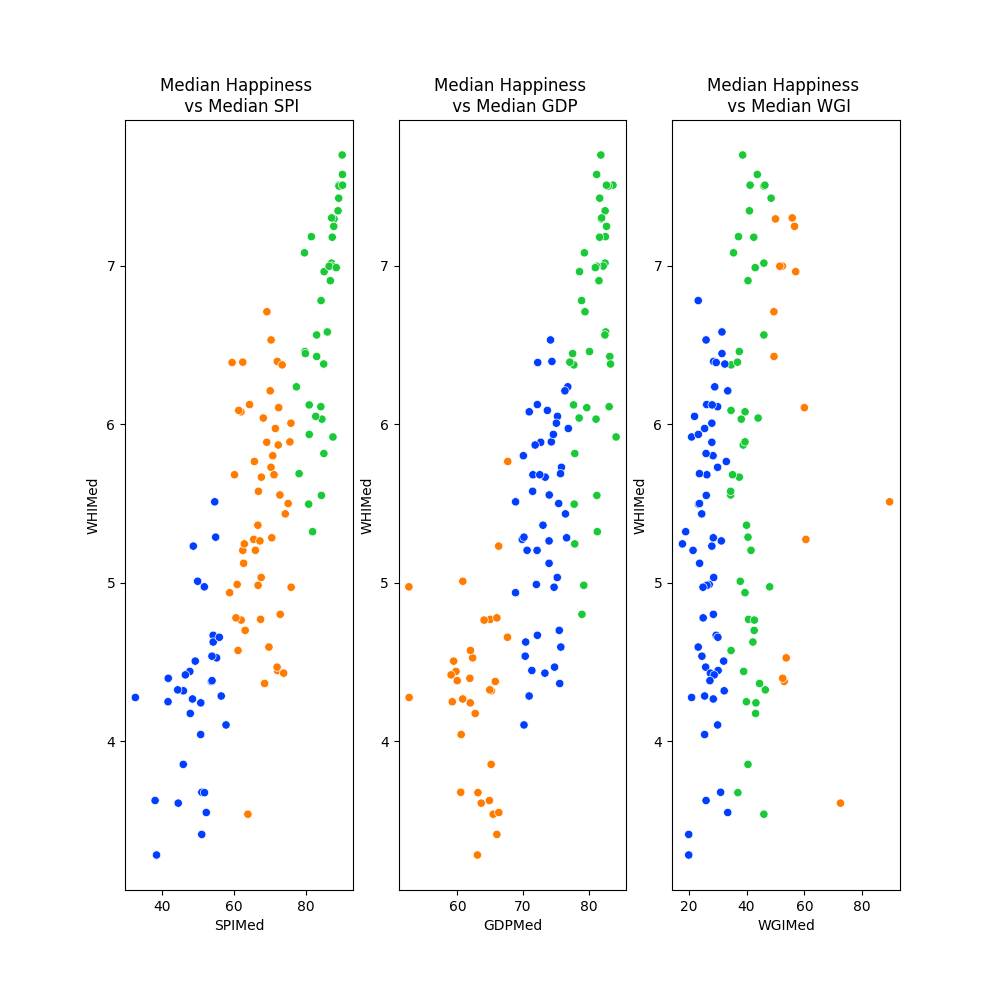 Median Happiness
vs Median SPI
Median Happiness
vs Median GDP
Median Happiness
vs Median WGI
WHIMed
7
6
5
4
40 60 80
SPIMed
WHIMed
7
6
5
4
60 70 80
GDPMed
WHIMed
7
6
5
4
20 40 60 80
WGIMed